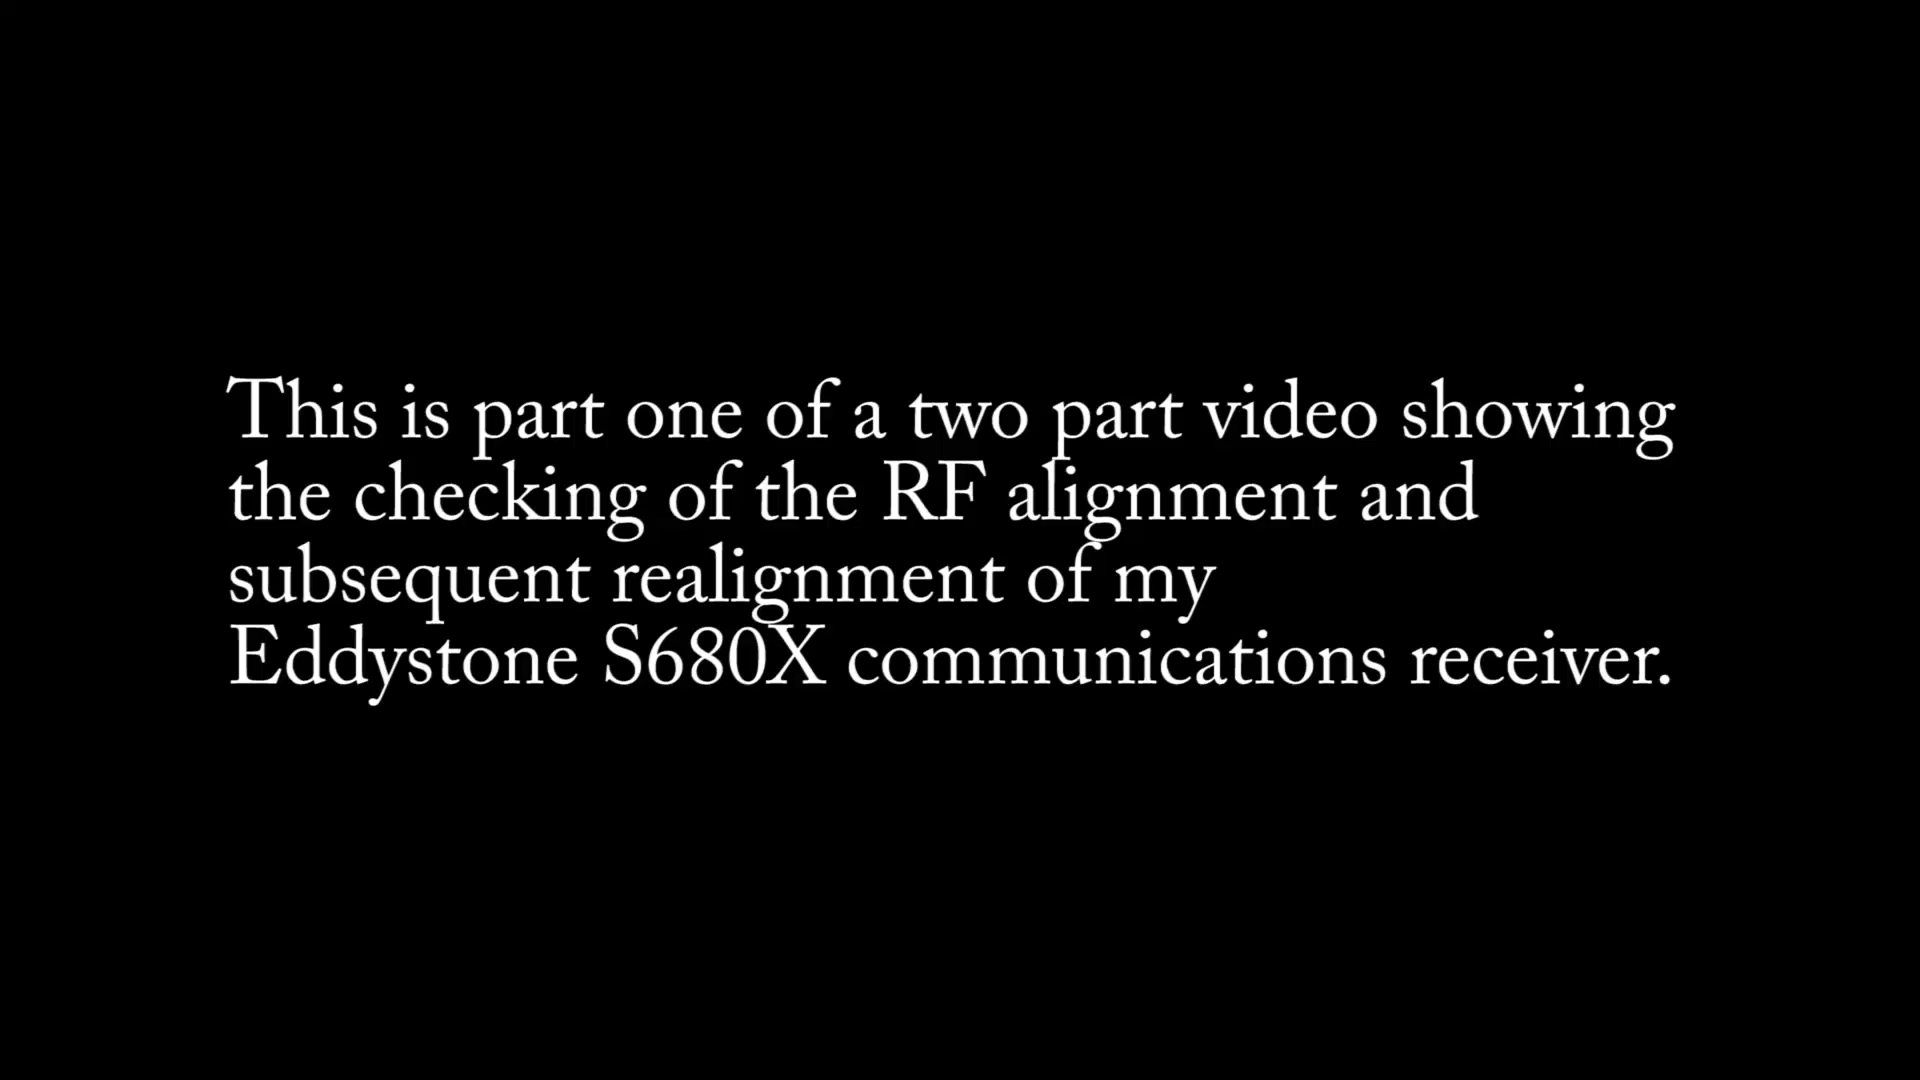 This is part one of a two part video showing
the checking of the RF alignment and
subsequent realignment of my
Eddystone S680X communications receiver.